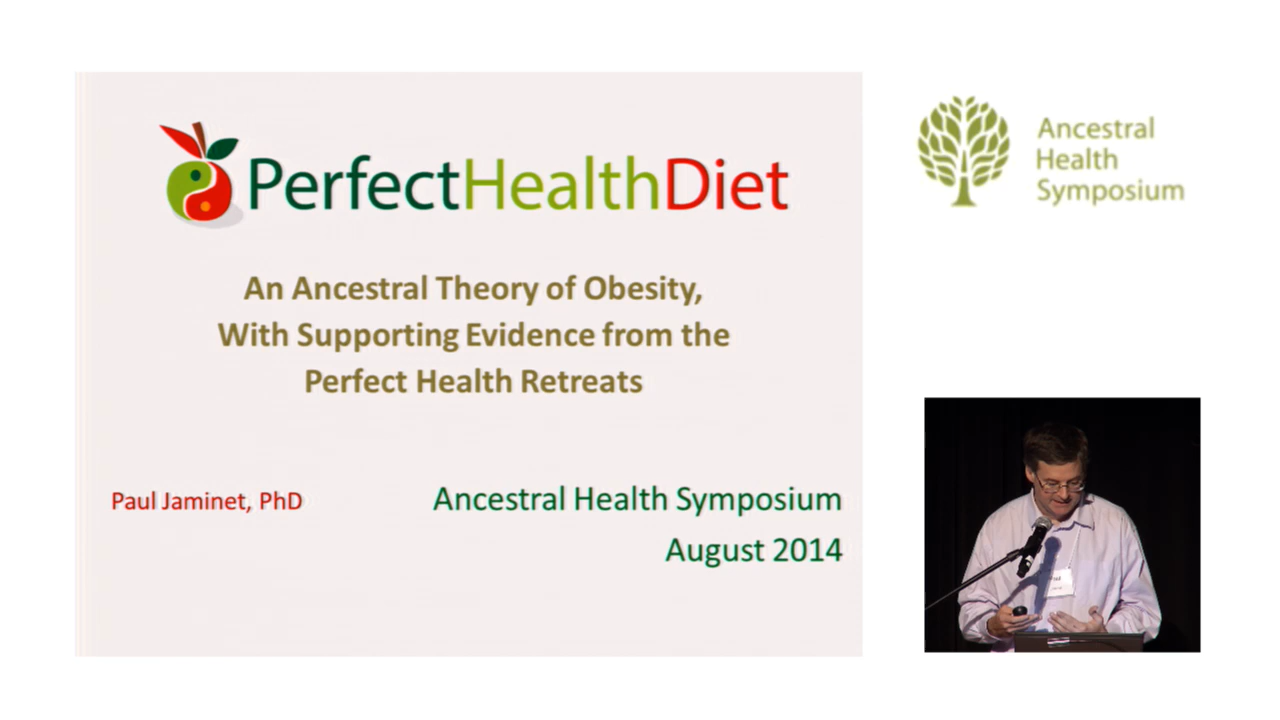 PerfectHealthDiet
An Ancestral Theory of Obesity,
With Supporting Evidence from the
Perfect Health Retreats
Paul Jaminet, PhD
Ancestral Health Symposium
August 2014
Ancestral
Health
Symposium